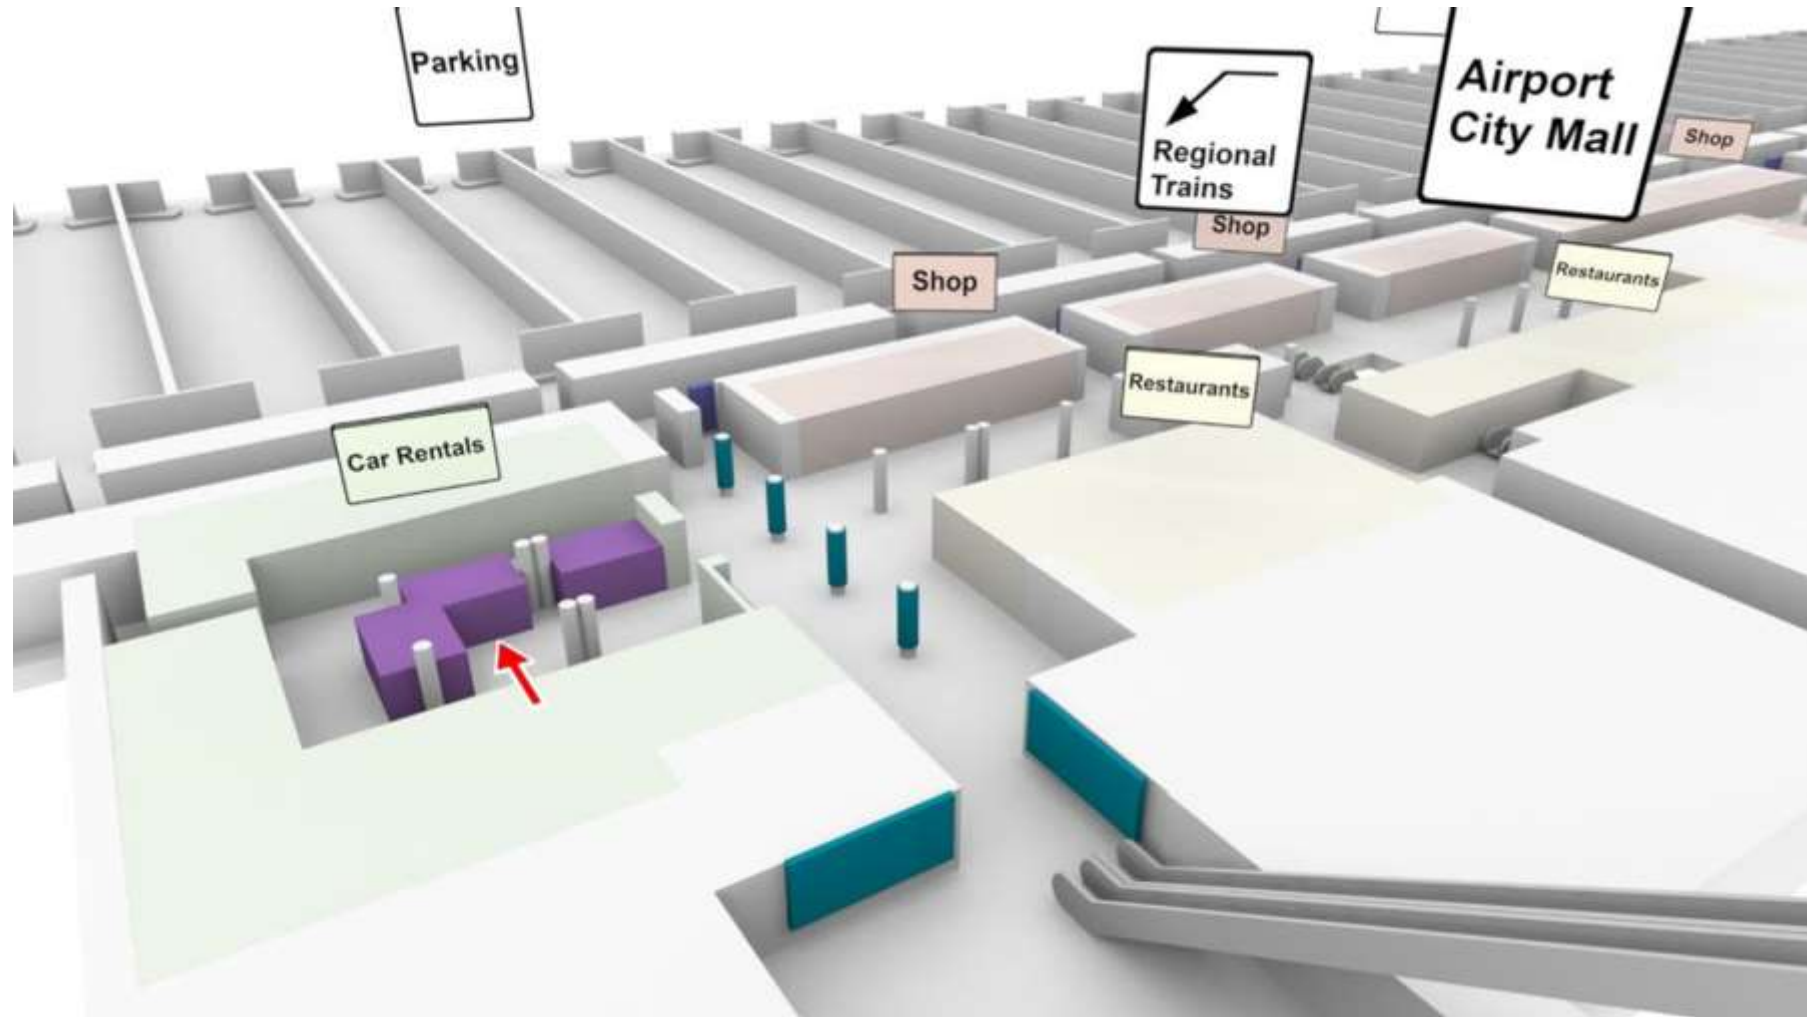 Parking
Regional
Trains
Airport
City Mall
Shop
Shop
Restaurants
Shop
Restaurants
Car Rentals